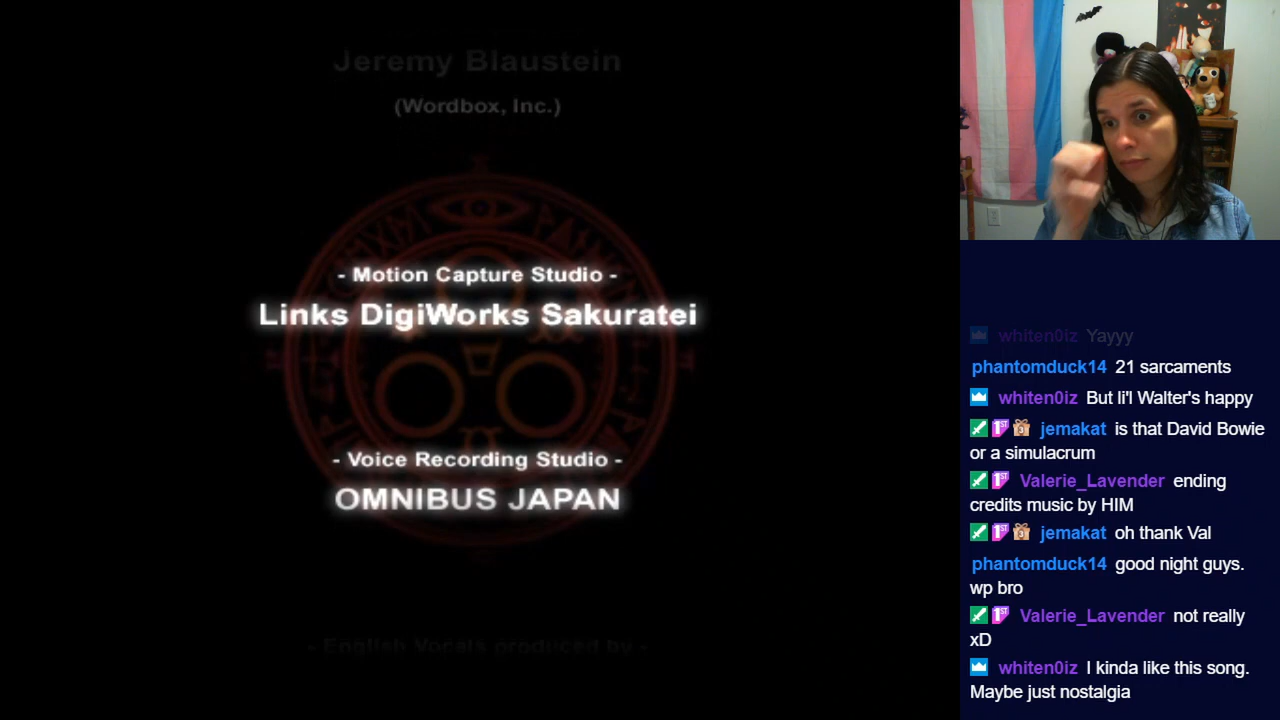 Jeremy Blaustein
(Wordbox, Inc.)
- Motion Capture Studio -
Links DigiWorks Sakuratei
- Voice Recording Studio -
OMNIBUS JAPAN
- English Vocals produced by -
whiten0iz Yayyy
phantomduck14 21 sarcaments
whiten0iz But li'l Walter's happy
jemakat is that David Bowie
or a simulacrum
Valerie_Lavender ending
credits music by HIM
jemakat oh thank Val
phantomduck14 good night guys.
wp bro
Valerie_Lavender not really
xD
whiten0iz I kinda like this song.
Maybe just nostalgia